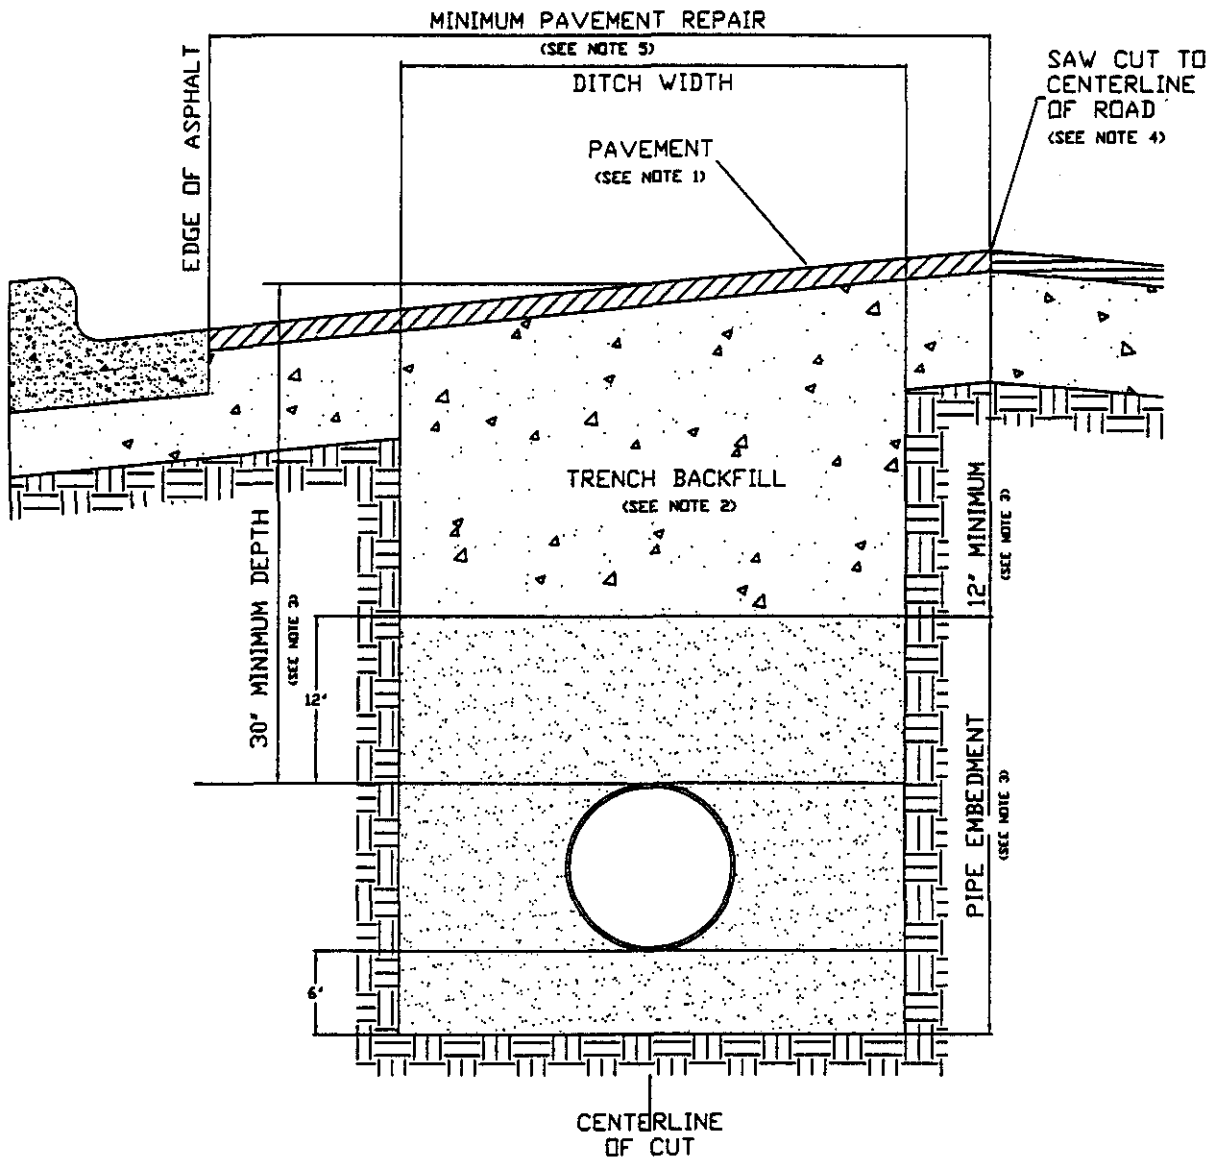 MINIMUM PAVEMENT REPAIR
(SEE NOTE 5)
DITCH WIDTH
EDGE OF ASPHALT
SAW CUT TO
CENTERLINE
OF ROAD
(SEE NOTE 4)
PAVEMENT
(SEE NOTE 1)
TRENCH BACKFILL
(SEE NOTE 2)
30" MINIMUM DEPTH
(SEE NOTE 3)
12" MINIMUM
(SEE NOTE 3)
12"
PIPE EMBEDMENT
(SEE NOTE 3)
6"
CENTERLINE
OF CUT